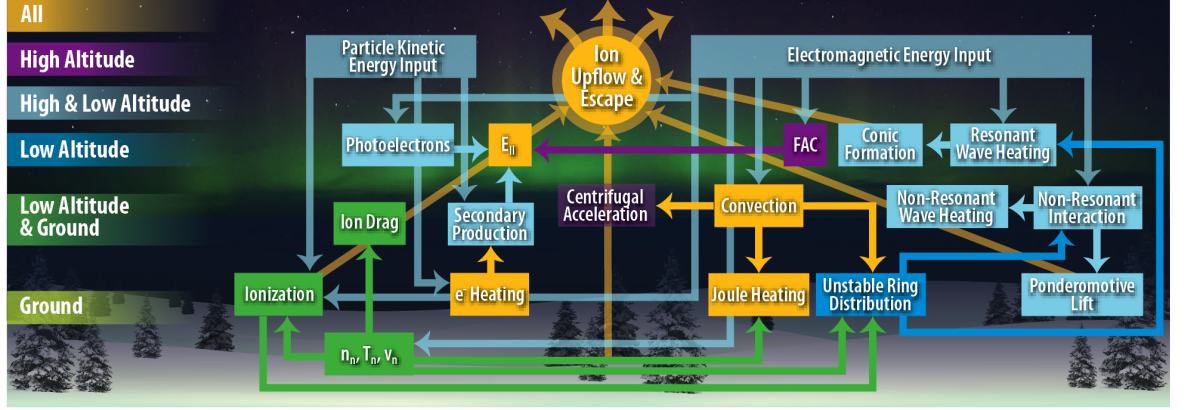 All
High Altitude
High & Low Altitude
Low Altitude
Low Altitude
& Ground
Ground
Particle Kinetic
Energy Input
Ion
Upflow &
Escape
Electromagnetic Energy Input
Photoelectrons
E||
FAC
Conic
Formation
Resonant
Wave Heating
Ion Drag
Secondary
Production
Centrifugal
Acceleration
Convection
Non-Resonant
Wave Heating
Non-Resonant
Interaction
Ionization
e⁻ Heating
Joule Heating
Unstable Ring
Distribution
Ponderomotive
Lift
nₙ, Tₙ, vₙ